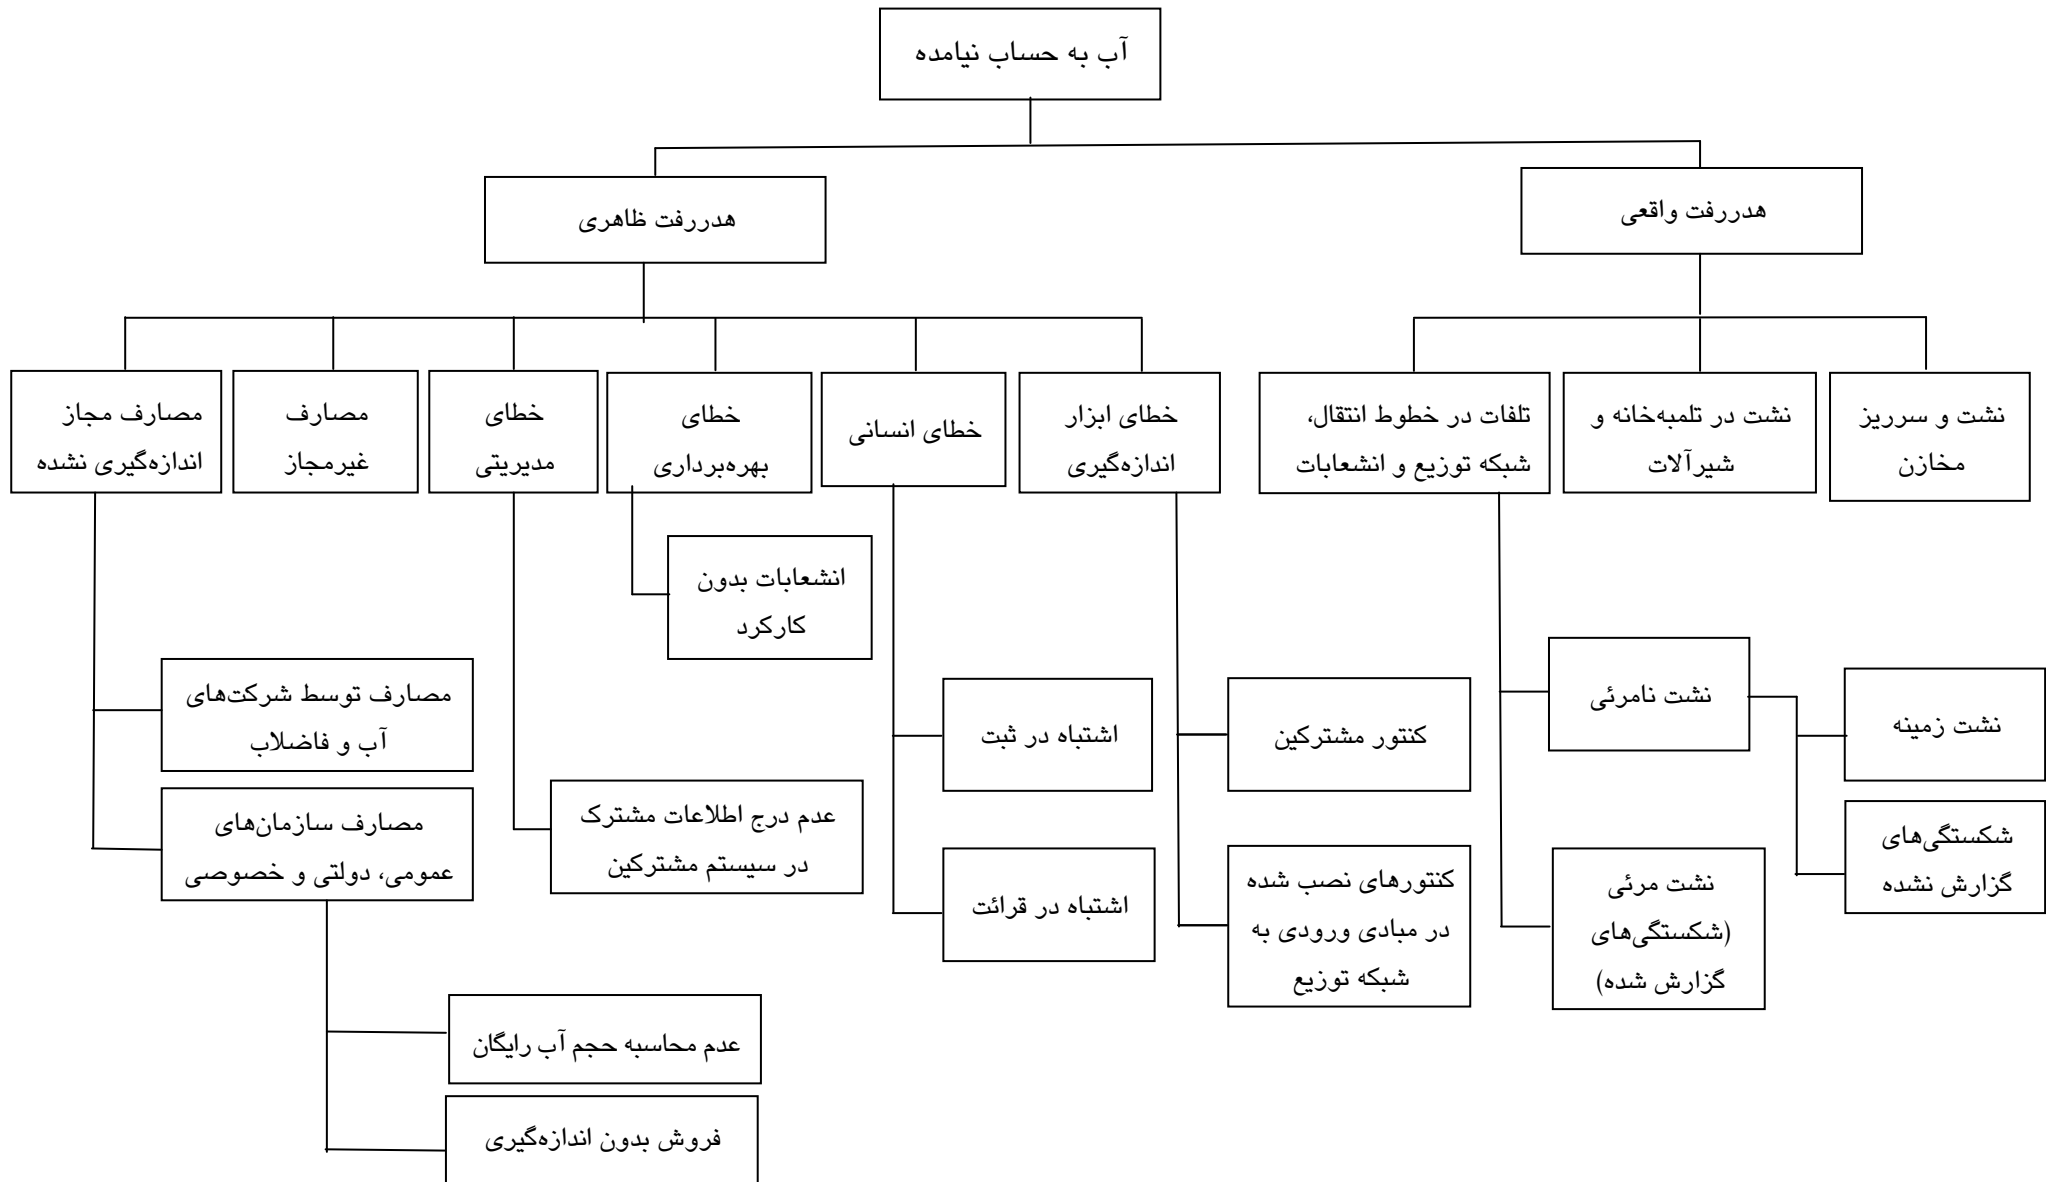 آب به حساب نیامده
هدررفت واقعی
هدررفت ظاهری
نشت و سرریز
مخازن
نشت در تلمبه‌خانه و
شیرآلات
تلفات در خطوط انتقال،
شبکه توزیع و انشعابات
خطای ابزار
اندازه‌گیری
خطای انسانی
خطای
بهره‌برداری
خطای
مدیریتی
مصارف
غیرمجاز
مصارف مجاز
اندازه‌گیری نشده
انشعابات بدون
کارکرد
نشت زمینه
نشت نامرئی
کنتور مشترکین
اشتباه در ثبت
مصارف توسط شرکت‌های
آب و فاضلاب
شکستگی‌های
گزارش نشده
نشت مرئی
(شکستگی‌های
گزارش شده)
کنتورهای نصب شده
در مبادی ورودی به
شبکه توزیع
اشتباه در قرائت
عدم درج اطلاعات مشترک
در سیستم مشترکین
مصارف سازمان‌های
عمومی، دولتی و خصوصی
عدم محاسبه حجم آب رایگان
فروش بدون اندازه‌گیری